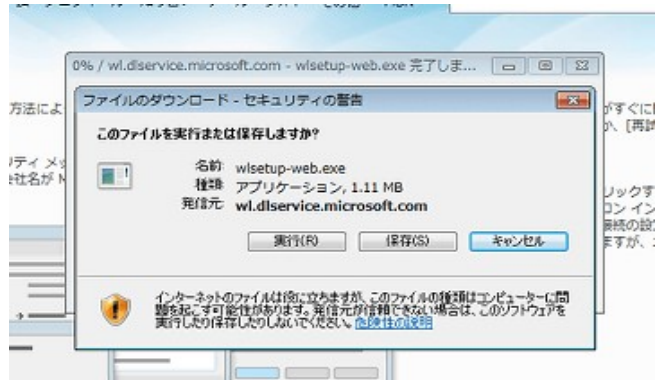 0% / wl.dlservice.microsoft.com - wlsetup-web.exe 完了しま...
ファイルのダウンロード - セキュリティの警告
このファイルを実行または保存しますか?
名前: wlsetup-web.exe
種類: アプリケーション, 1.11 MB
発信元: wl.dlservice.microsoft.com
実行(R) 保存(S) キャンセル
インターネットのファイルは役に立ちますが、このファイルの種類はコンピューターに問
題を起こす可能性があります。発信元が信頼できない場合は、このソフトウェアを
実行したり保存したりしないでください。危険性の説明
方法によ
リティ メッ
会社名が M
がすぐに
か、[再試
リックす
コン イン
接続の設
ますが、